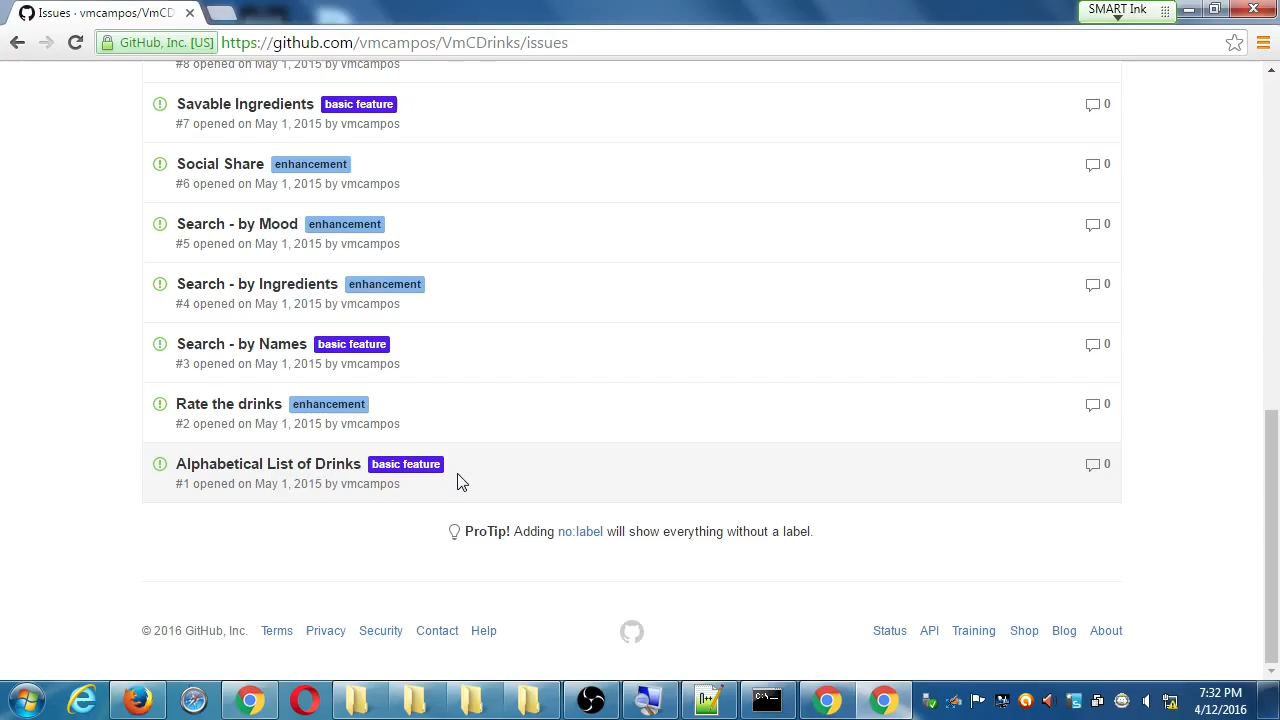 Issues · vmcampos/VmCD
SMART Ink
GitHub, Inc. [US]
https://github.com/vmcampos/VmCDrinks/issues
#8 opened on May 1, 2015 by vmcampos
Savable Ingredients basic feature
0
#7 opened on May 1, 2015 by vmcampos
Social Share enhancement
0
#6 opened on May 1, 2015 by vmcampos
Search - by Mood enhancement
0
#5 opened on May 1, 2015 by vmcampos
Search - by Ingredients enhancement
0
#4 opened on May 1, 2015 by vmcampos
Search - by Names basic feature
0
#3 opened on May 1, 2015 by vmcampos
Rate the drinks enhancement
0
#2 opened on May 1, 2015 by vmcampos
Alphabetical List of Drinks basic feature
0
#1 opened on May 1, 2015 by vmcampos
ProTip! Adding no:label will show everything without a label.
© 2016 GitHub, Inc. Terms Privacy Security Contact Help
Status API Training Shop Blog About
7:32 PM
4/12/2016